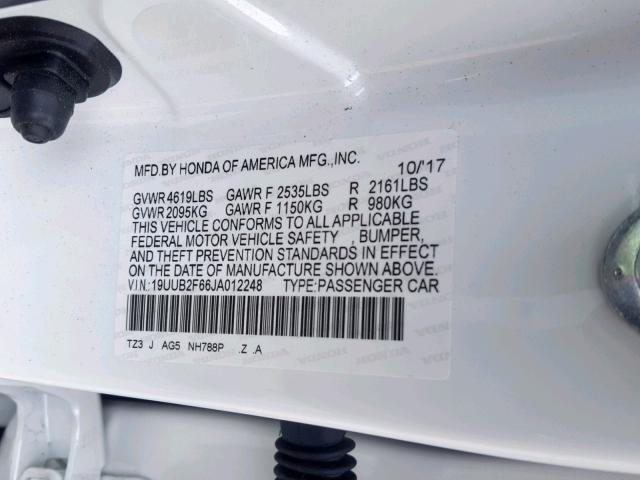 MFD.BY HONDA OF AMERICA MFG.,INC. 10/'17
GVWR 4619LBS GAWR F 2535LBS R 2161LBS
GVWR 2095KG GAWR F 1150KG R 980KG
THIS VEHICLE CONFORMS TO ALL APPLICABLE
FEDERAL MOTOR VEHICLE SAFETY , BUMPER,
AND THEFT PREVENTION STANDARDS IN EFFECT
ON THE DATE OF MANUFACTURE SHOWN ABOVE.
VIN:19UUB2F66JA012248 TYPE:PASSENGER CAR
TZ3 J AG5 NH788P .Z .A